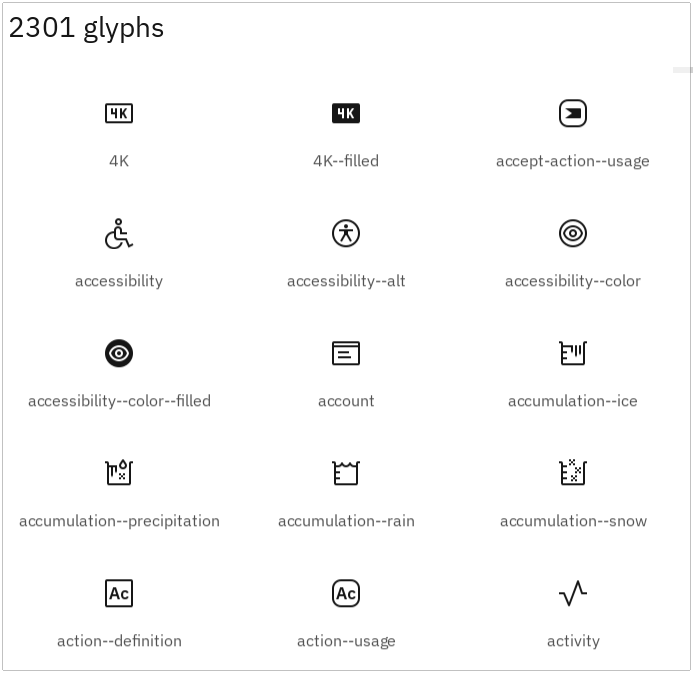 2301 glyphs
4K 4K
4K 4K--filled accept-action--usage
accessibility accessibility--alt accessibility--color
accessibility--color--filled account accumulation--ice
accumulation--precipitation accumulation--rain accumulation--snow
Ac Ac
action--definition action--usage activity